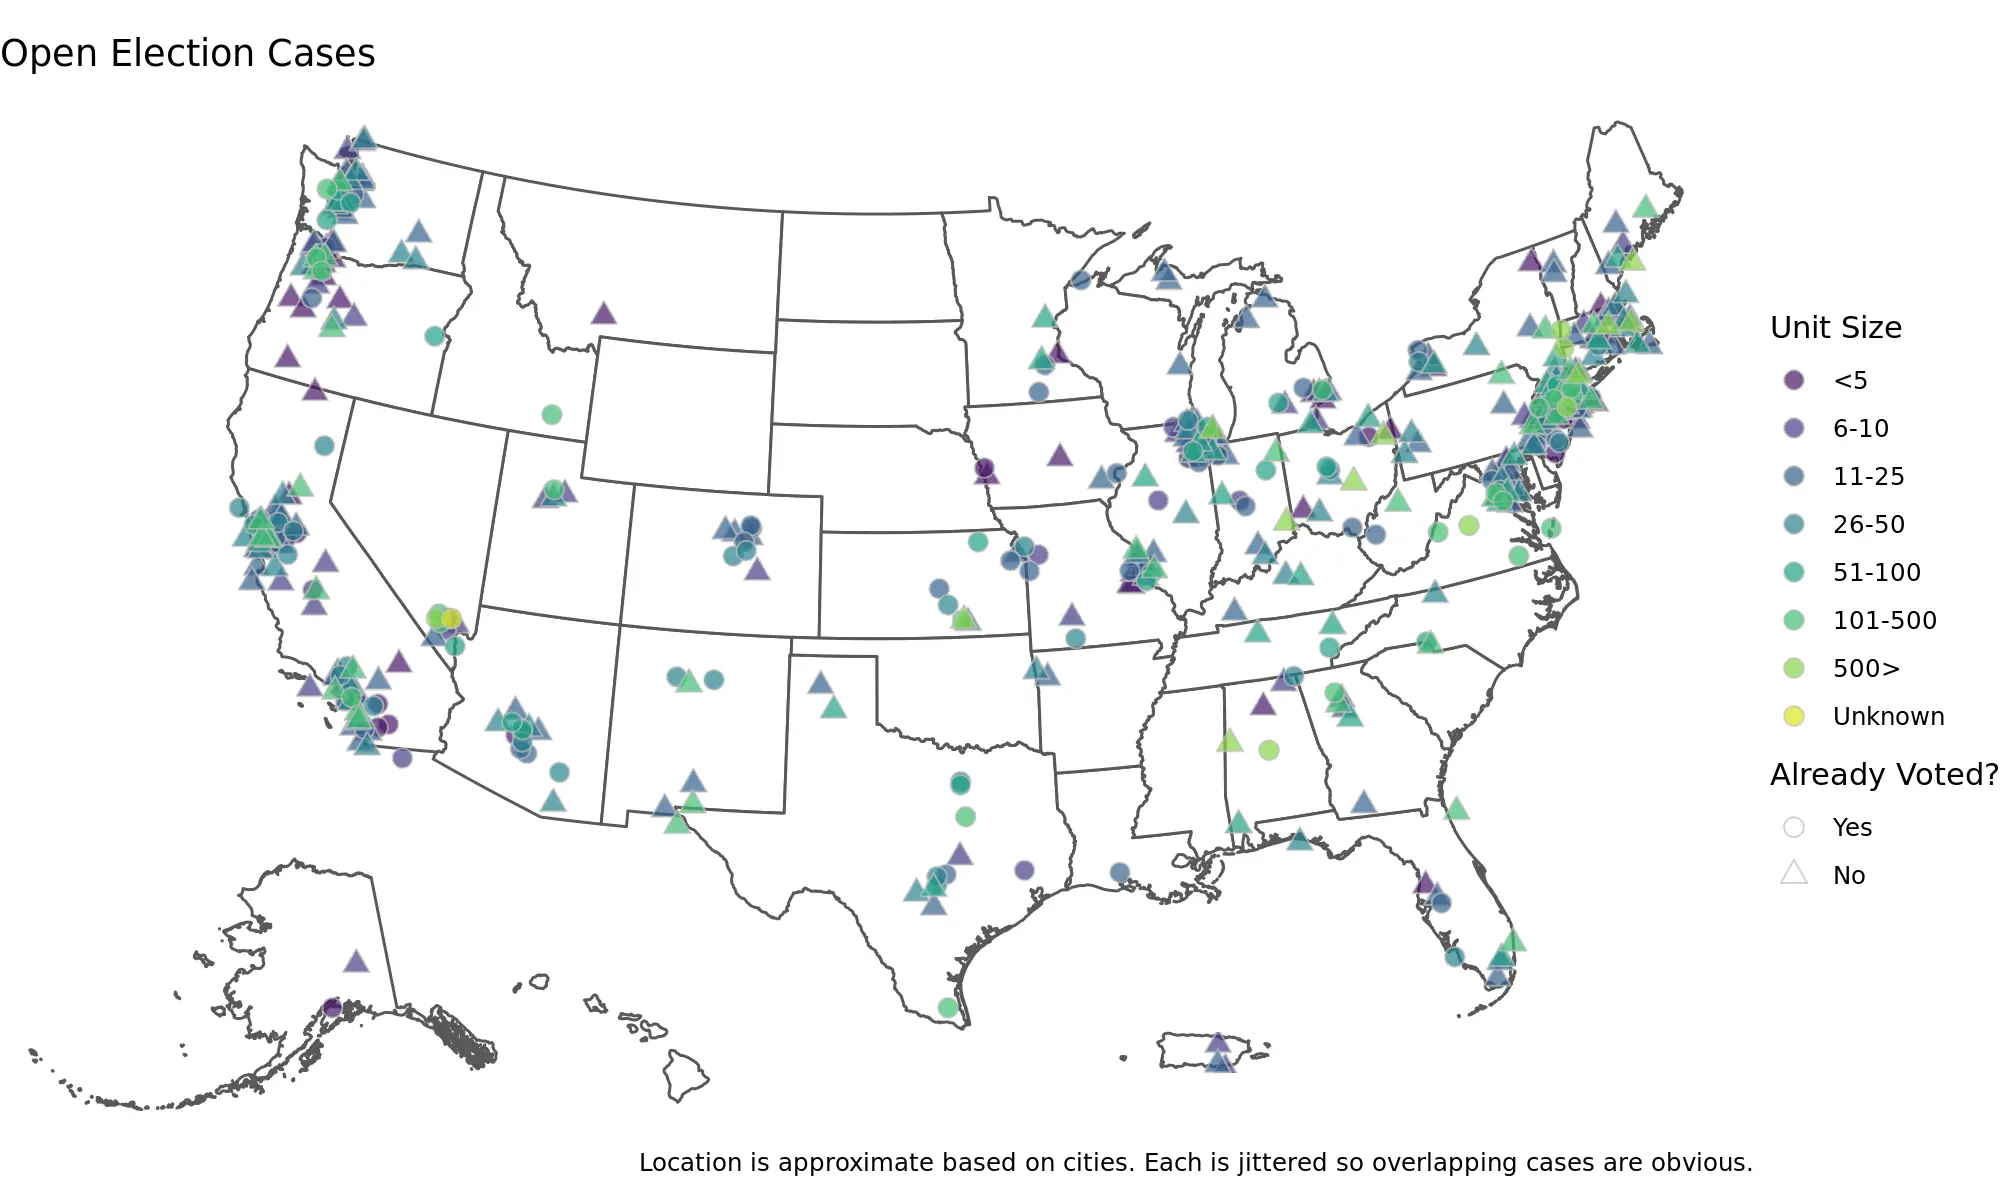 Open Election Cases
Unit Size
<5
6-10
11-25
26-50
51-100
101-500
500>
Unknown
Already Voted?
Yes
No
Location is approximate based on cities. Each is jittered so overlapping cases are obvious.